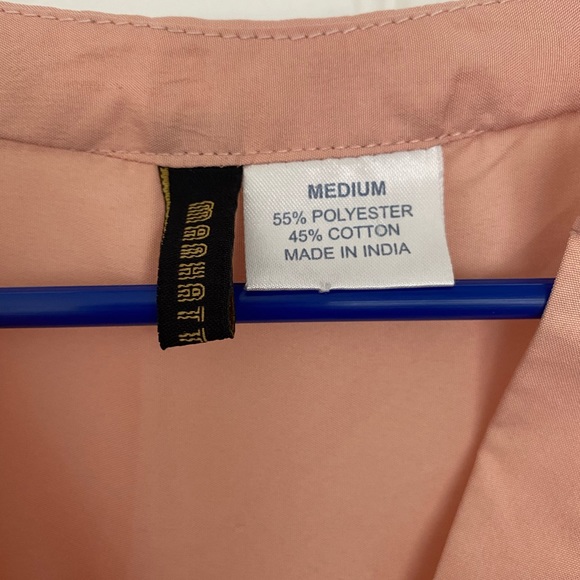 MEDIUM
55% POLYESTER
45% COTTON
MADE IN INDIA